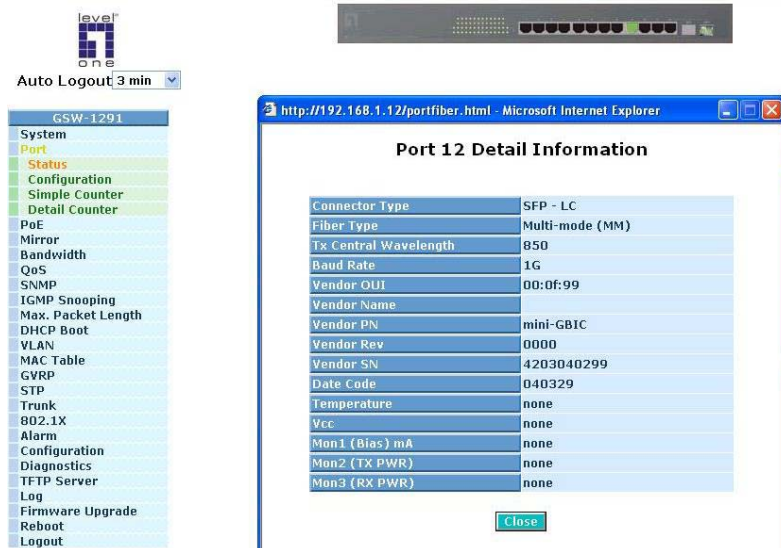 level
one
Auto Logout 3 min
GSW-1291
System
Port
Status
Configuration
Simple Counter
Detail Counter
PoE
Mirror
Bandwidth
QoS
SNMP
IGMP Snooping
Max. Packet Length
DHCP Boot
VLAN
MAC Table
GVRP
STP
Trunk
802.1X
Alarm
Configuration
Diagnostics
TFTP Server
Log
Firmware Upgrade
Reboot
Logout
http://192.168.1.12/portfiber.html - Microsoft Internet Explorer
Port 12 Detail Information
Connector Type SFP - LC
Fiber Type Multi-mode (MM)
Tx Central Wavelength 850
Baud Rate 1G
Vendor OUI 00:0f:99
Vendor Name
Vendor PN mini-GBIC
Vendor Rev 0000
Vendor SN 4203040299
Date Code 040329
Temperature none
Vcc none
Mon1 (Bias) mA none
Mon2 (TX PWR) none
Mon3 (RX PWR) none
Close